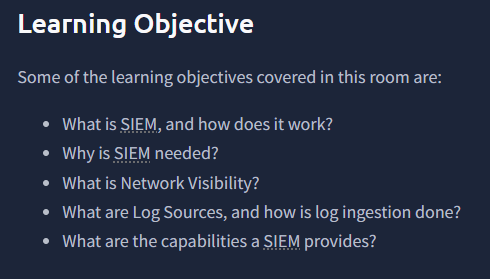 Learning Objective
Some of the learning objectives covered in this room are:
What is SIEM, and how does it work?
Why is SIEM needed?
What is Network Visibility?
What are Log Sources, and how is log ingestion done?
What are the capabilities a SIEM provides?